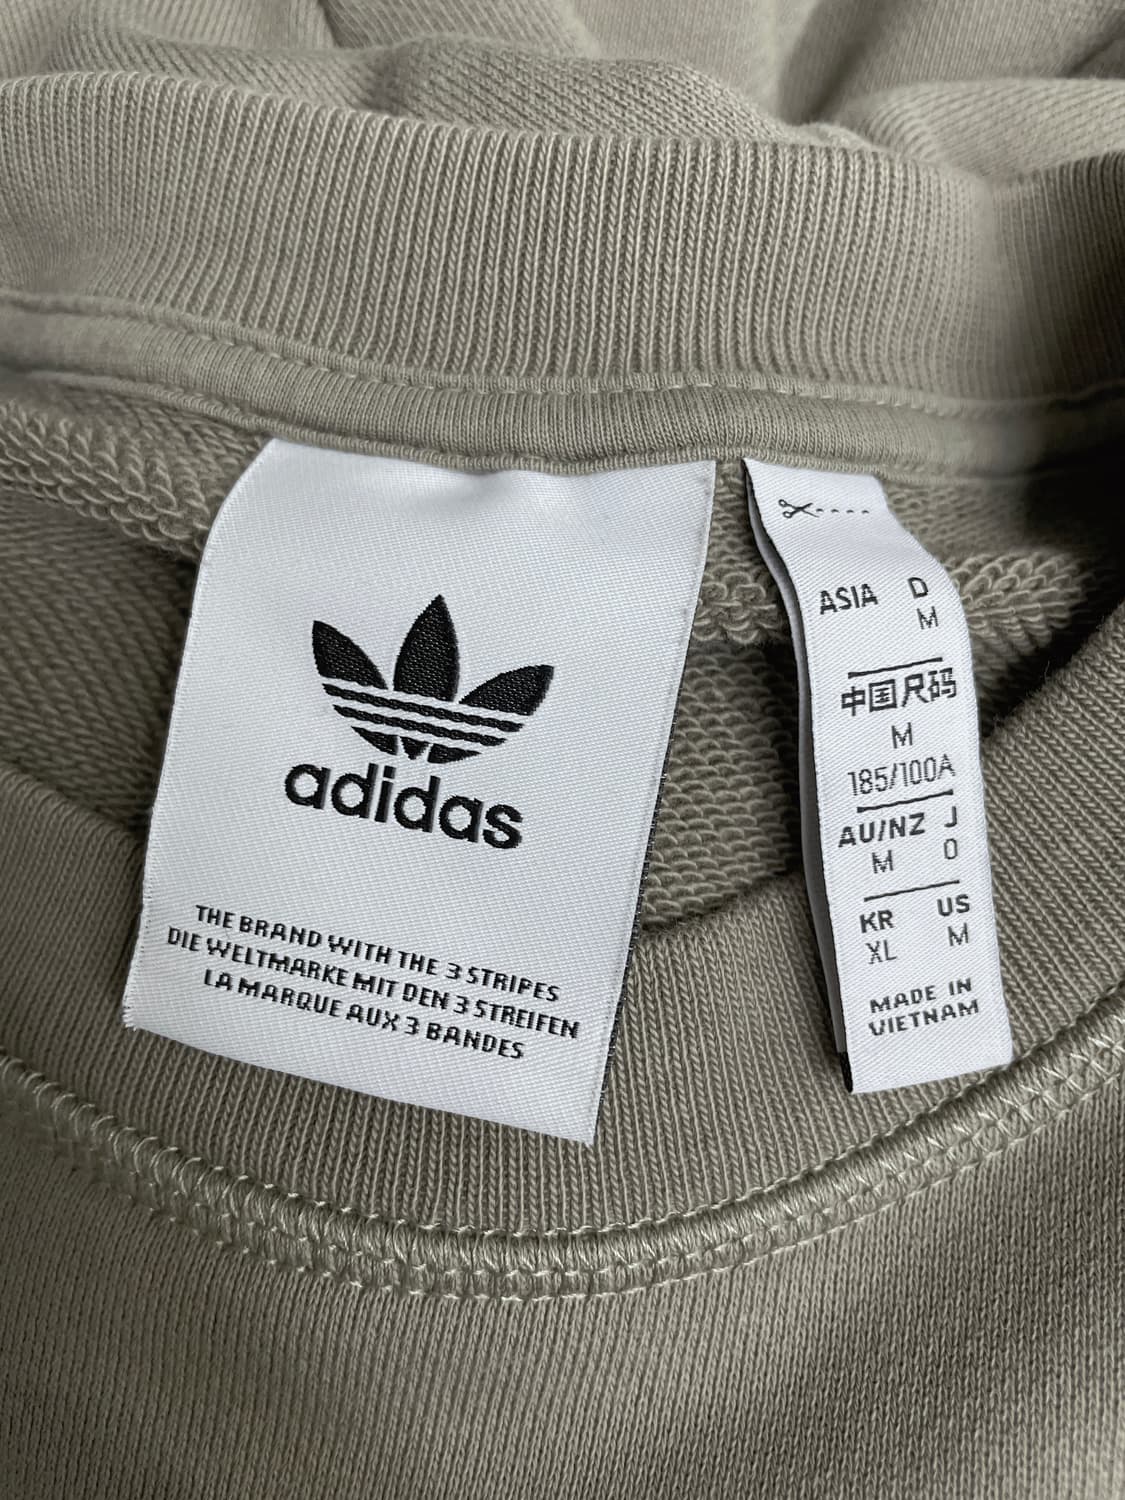 adidas
THE BRAND WITH THE 3 STRIPES
DIE WELTMARKE MIT DEN 3 STREIFEN
LA MARQUE AUX 3 BANDES
ASIA D
M
中国尺码
M
185/100A
AU/NZ J
M O
KR US
XL M
MADE IN
VIETNAM